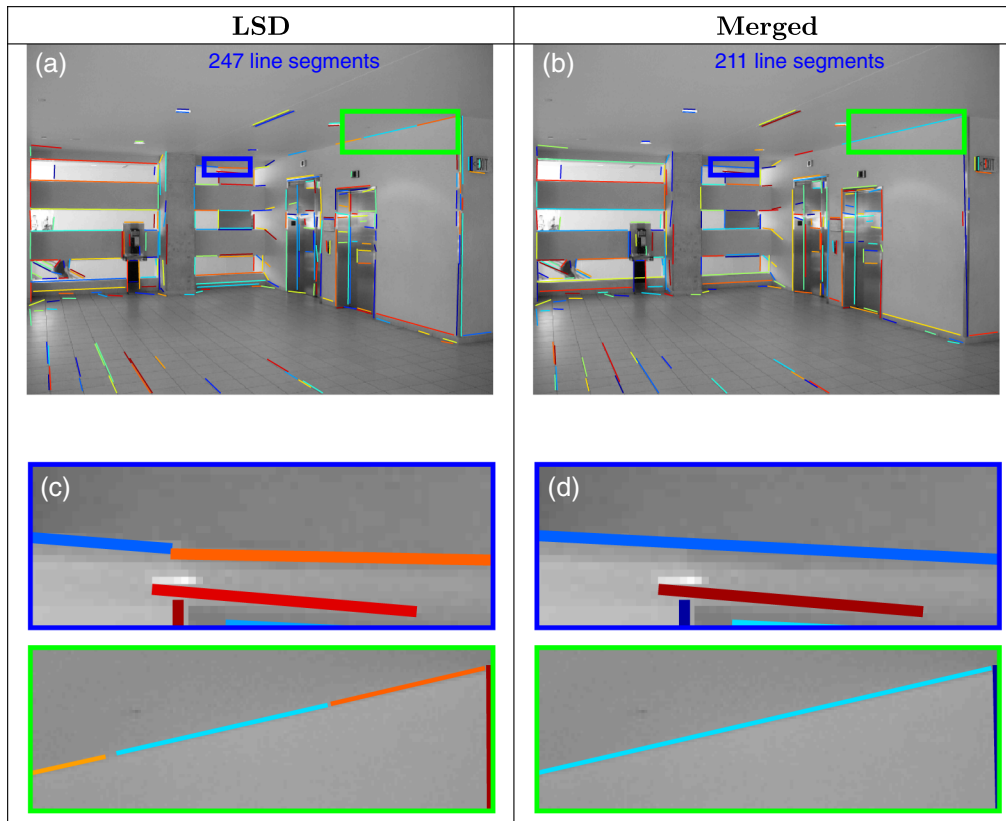 LSD
Merged
(a)
247 line segments
(b)
211 line segments
(c)
(d)